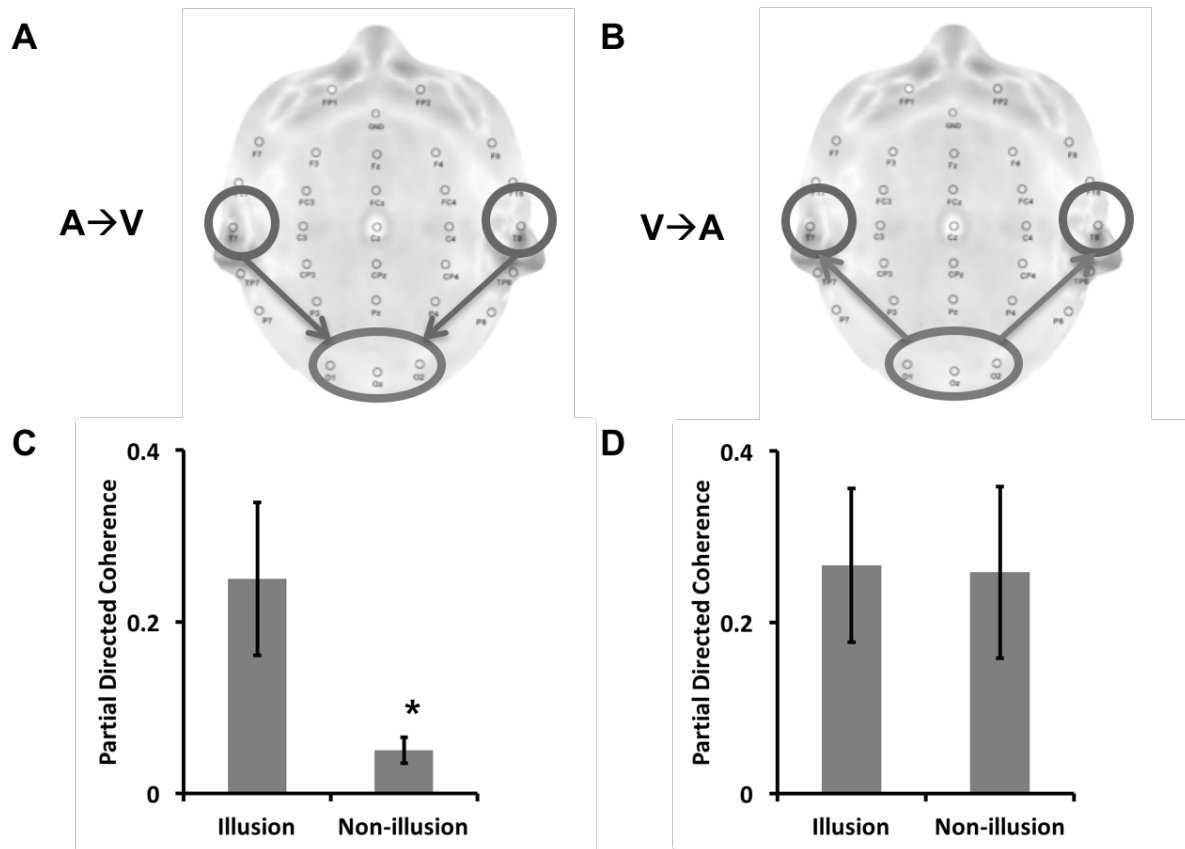 A
FP1 FP2
GND
F7 F3 Fz F4 F8
FC3 FCz FC4 FT8
A→V
T7 C3 Cz C4 T8
CP3 CPz CP4
TP7 TP8
P7 P3 Pz P4 P8
O1 Oz O2
B
FP1 FP2
GND
F7 F3 Fz F4 F8
FC3 FCz FC4 FT8
V→A
T7 C3 Cz C4 T8
CP3 CPz CP4
TP7 TP8
P7 P3 Pz P4 P8
O1 Oz O2
C
Partial Directed Coherence
0.4
0.2
0
*
Illusion Non-illusion
D
Partial Directed Coherence
0.4
0.2
0
Illusion Non-illusion